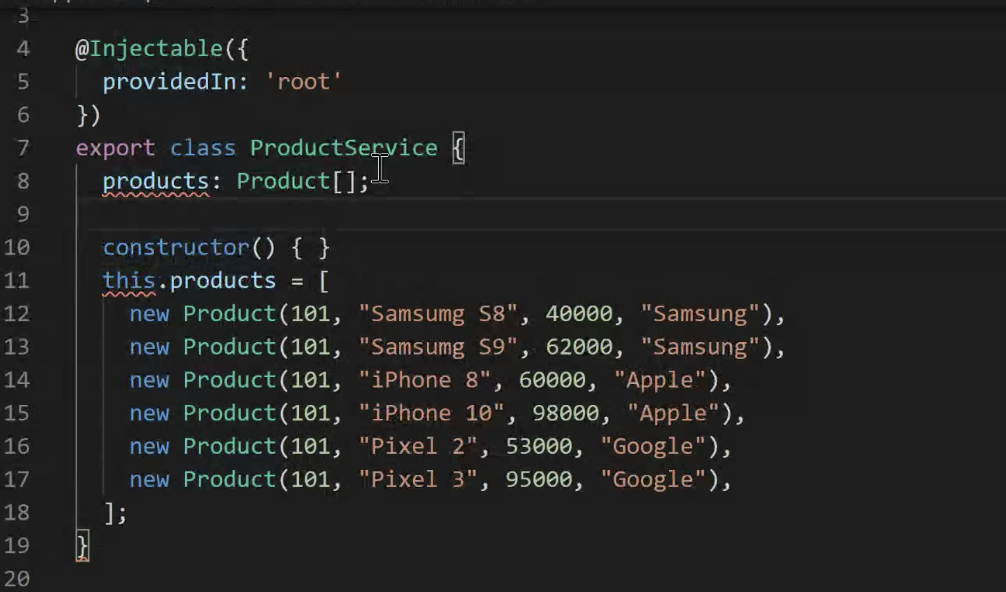 3
4 @Injectable({
5 providedIn: 'root'
6 })
7 export class ProductService {
8 products: Product[];
9
10 constructor() { }
11 this.products = [
12 new Product(101, "Samsumg S8", 40000, "Samsung"),
13 new Product(101, "Samsumg S9", 62000, "Samsung"),
14 new Product(101, "iPhone 8", 60000, "Apple"),
15 new Product(101, "iPhone 10", 98000, "Apple"),
16 new Product(101, "Pixel 2", 53000, "Google"),
17 new Product(101, "Pixel 3", 95000, "Google"),
18 ];
19 }
20